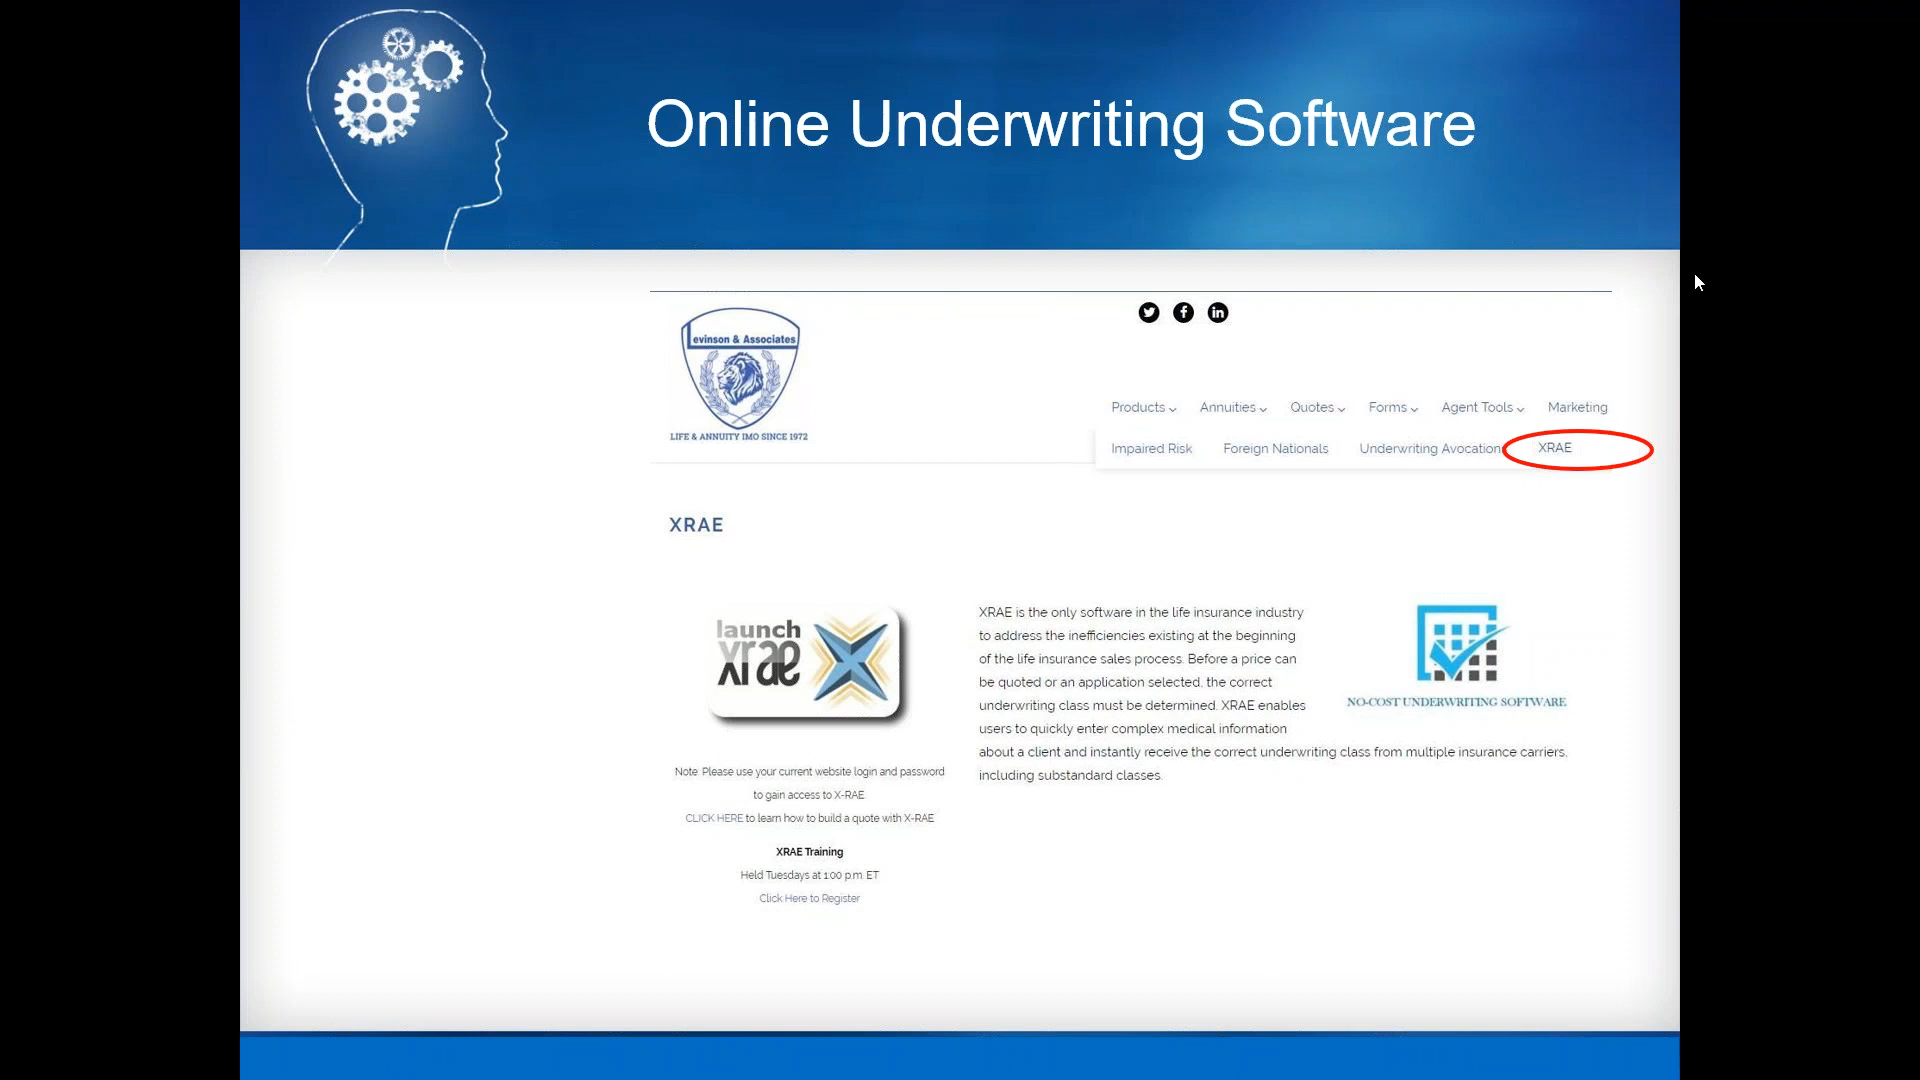 Online Underwriting Software
Levinson & Associates
LIFE & ANNUITY IMO SINCE 1972
Products Annuities Quotes Forms Agent Tools Marketing
Impaired Risk Foreign Nationals Underwriting Avocation XRAE
XRAE
launch
xrae
Note: Please use your current website login and password
to gain access to X-RAE.
CLICK HERE to learn how to build a quote with X-RAE
XRAE Training
Held Tuesdays at 1:00 p.m. ET
Click Here to Register
XRAE is the only software in the life insurance industry
to address the inefficiencies existing at the beginning
of the life insurance sales process. Before a price can
be quoted or an application selected, the correct
underwriting class must be determined. XRAE enables
users to quickly enter complex medical information
about a client and instantly receive the correct underwriting class from multiple insurance carriers,
including substandard classes.
NO-COST UNDERWRITING SOFTWARE